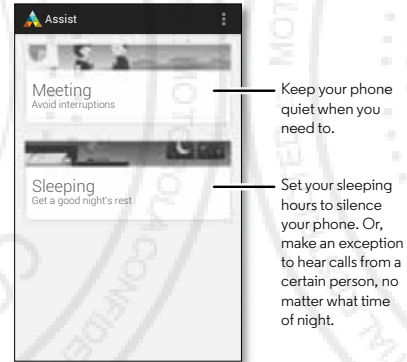 Assist
Meeting
Avoid interruptions
Keep your phone
quiet when you
need to.
Sleeping
Get a good night's rest
Set your sleeping
hours to silence
your phone. Or,
make an exception
to hear calls from a
certain person, no
matter what time
of night.